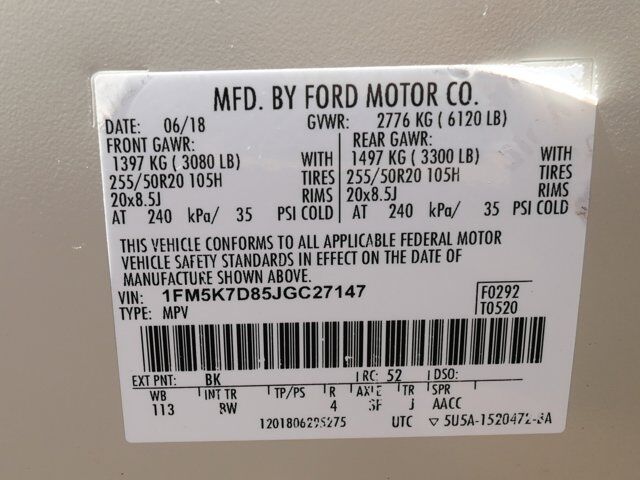 MFD. BY FORD MOTOR CO.
DATE: 06/18 GVWR: 2776 KG ( 6120 LB)
FRONT GAWR: REAR GAWR:
1397 KG ( 3080 LB) WITH 1497 KG ( 3300 LB) WITH
255/50R20 105H TIRES 255/50R20 105H TIRES
20x8.5J RIMS 20x8.5J RIMS
AT 240 kPa/ 35 PSI COLD AT 240 kPa/ 35 PSI COLD
THIS VEHICLE CONFORMS TO ALL APPLICABLE FEDERAL MOTOR
VEHICLE SAFETY STANDARDS IN EFFECT ON THE DATE OF
MANUFACTURE SHOWN ABOVE.
VIN: 1FM5K7D85JGC27147 F0292
TYPE: MPV T0520
EXT PNT: BK RC: 52 DSO:
WB INT TR TP/PS R AXLE TR SPR
113 RW 4 J AACC
1201806295275 UTC ▽ 5U5A-1520472-BA